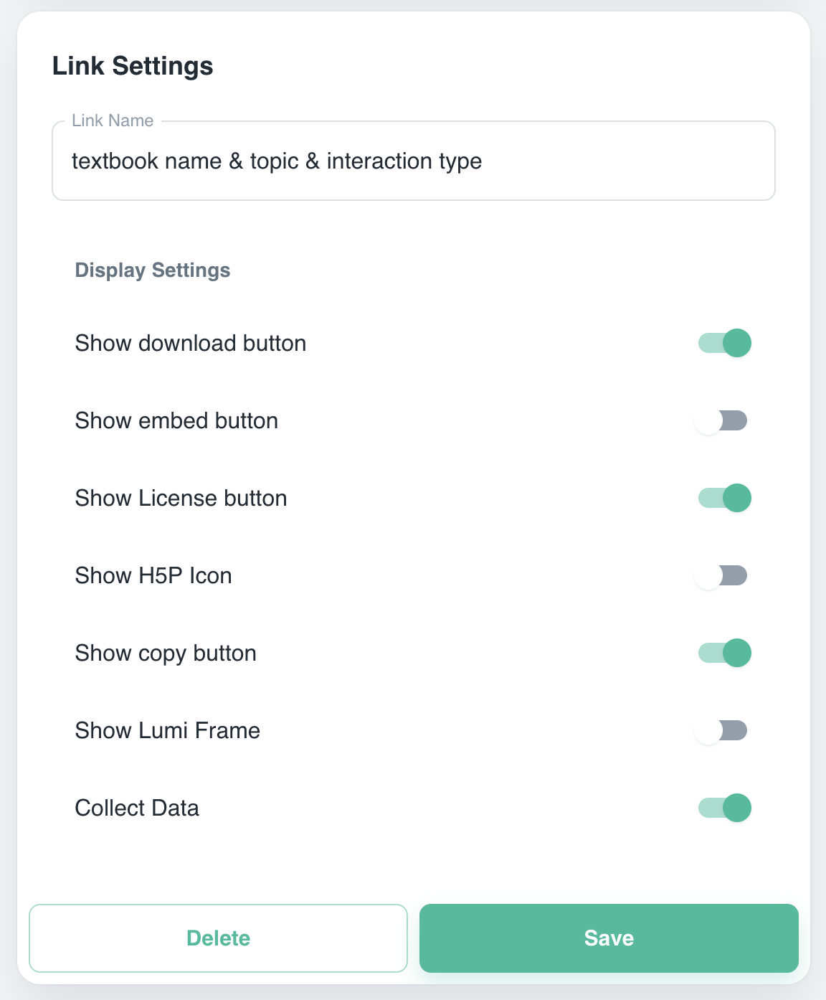 Link Settings
Link Name
textbook name & topic & interaction type
Display Settings
Show download button
Show embed button
Show License button
Show H5P Icon
Show copy button
Show Lumi Frame
Collect Data
Delete
Save